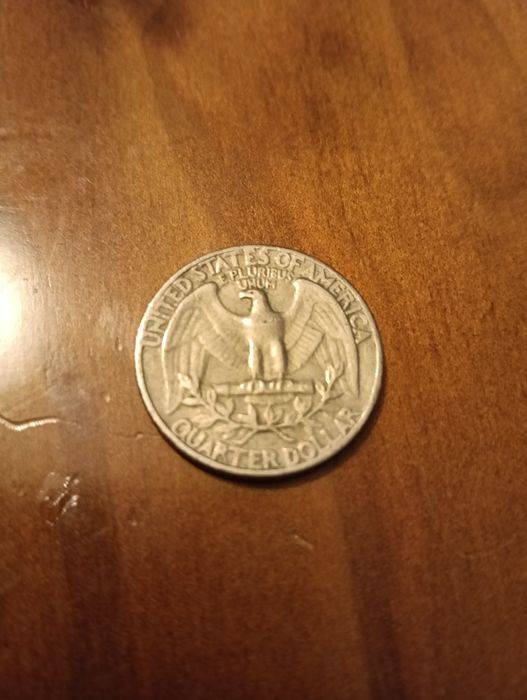 UNITED STATES OF AMERICA
E PLURIBUS
UNUM
QUARTER DOLLAR